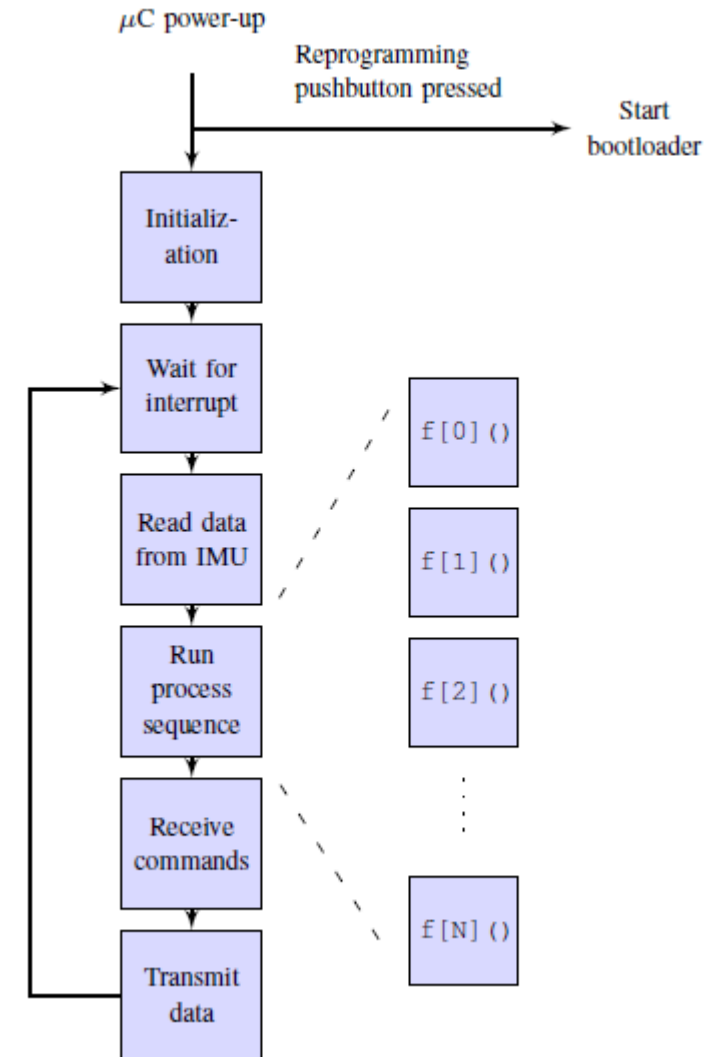 μC power-up
Reprogramming
pushbutton pressed
Start
bootloader
Initializ-
ation
Wait for
interrupt
Read data
from IMU
Run
process
sequence
Receive
commands
Transmit
data
f[0]()
f[1]()
f[2]()
f[N]()